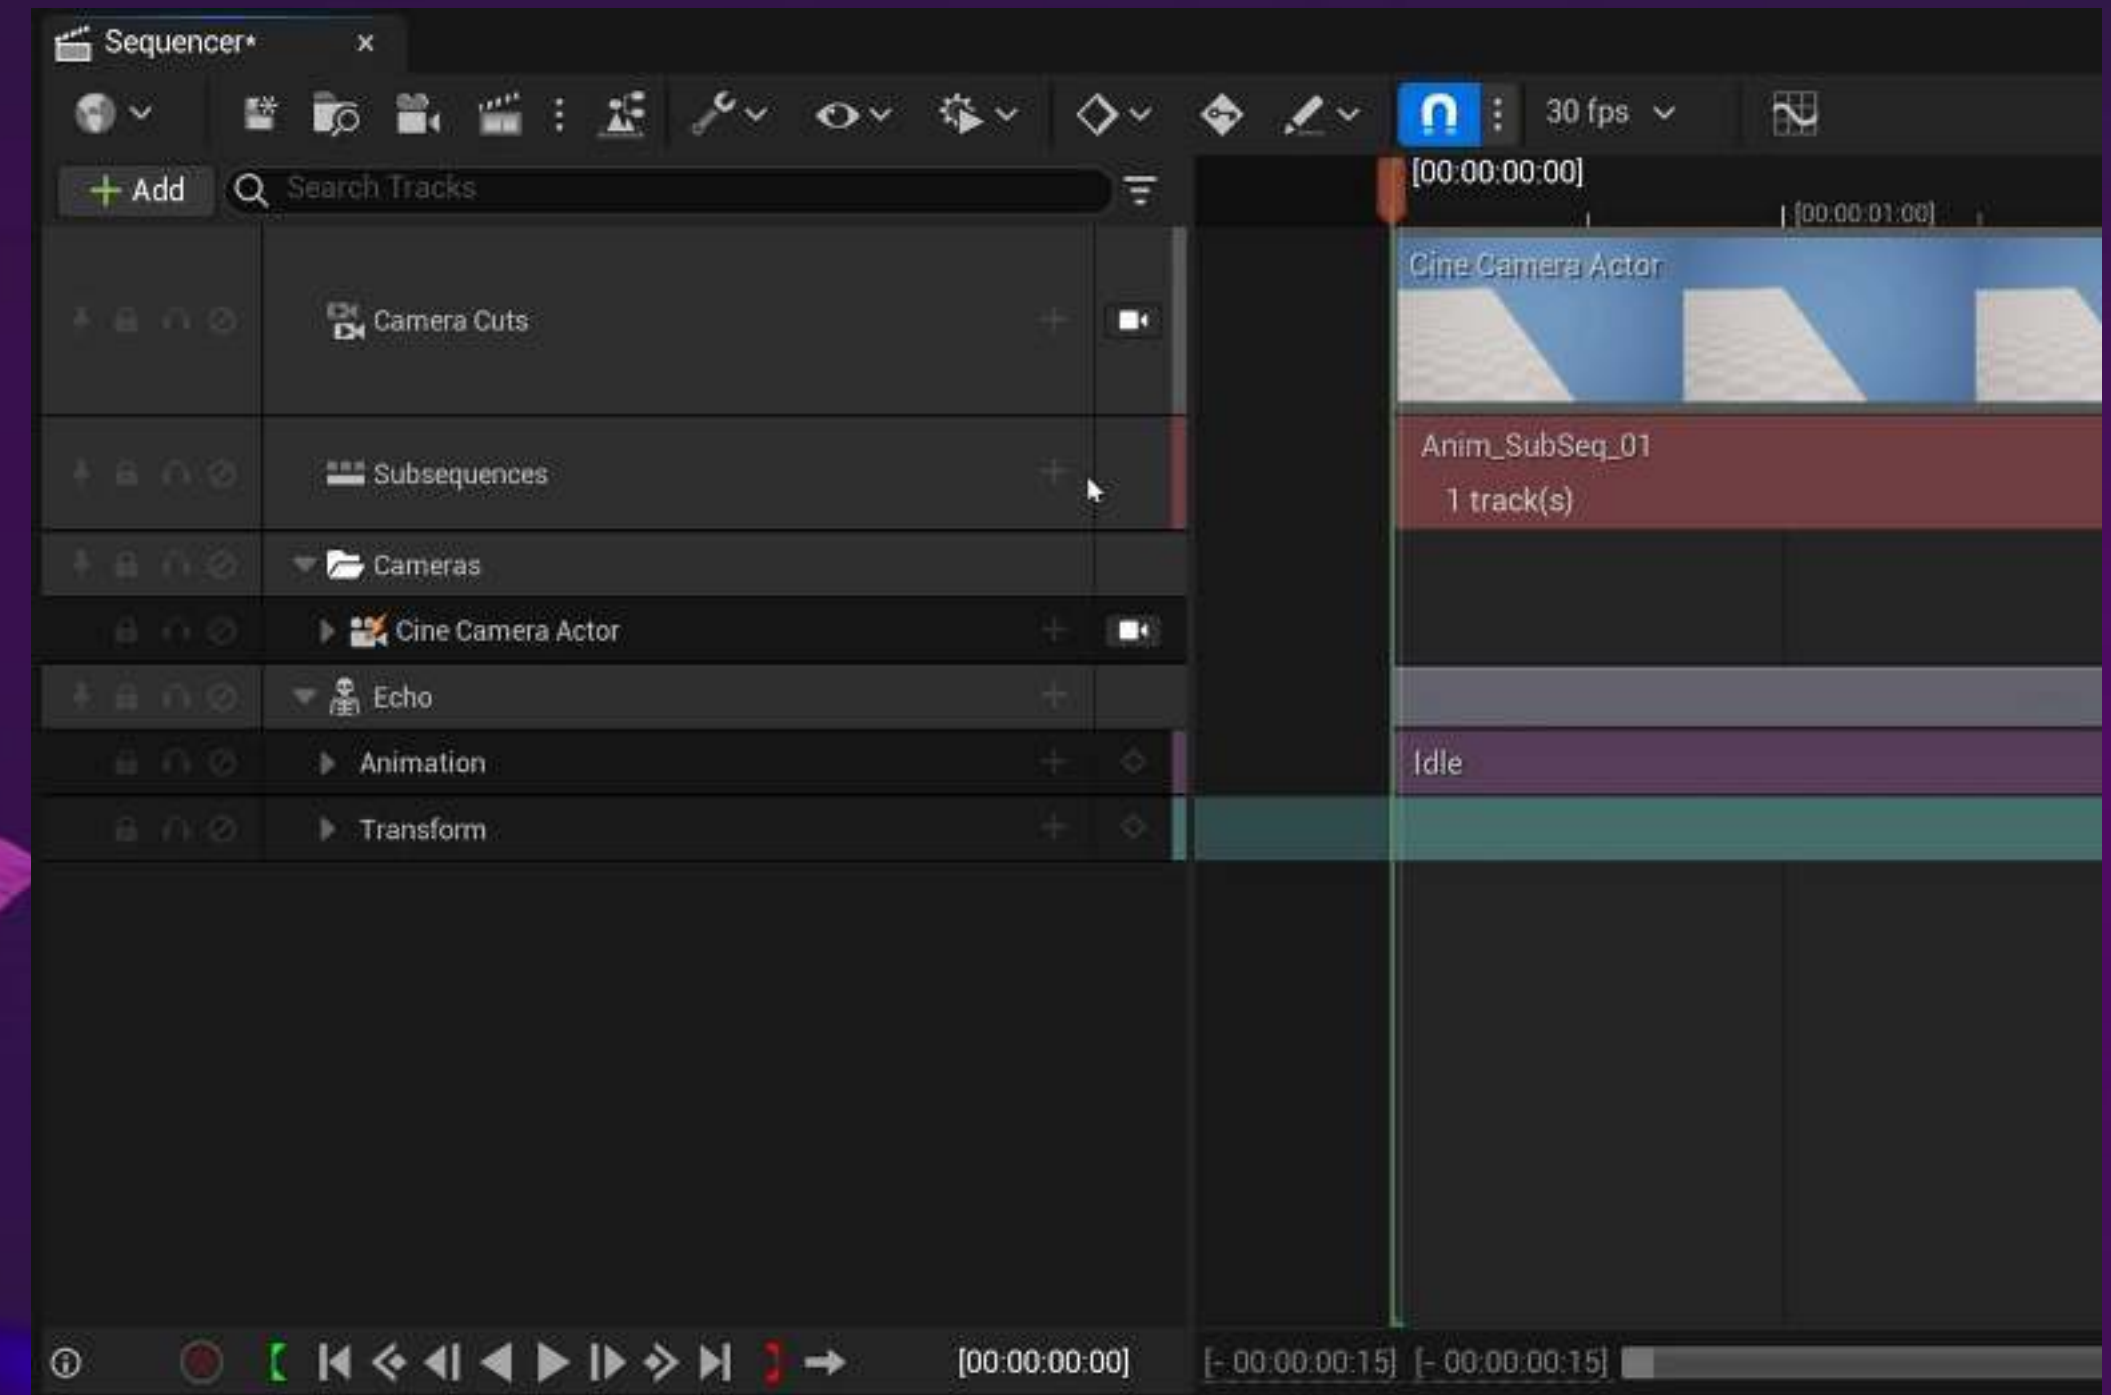 Sequencer*
30 fps
Add
Search Tracks
[00:00:00:00]
[00:00:01:00]
Camera Cuts
Cine Camera Actor
Subsequences
Anim_SubSeq_01
1 track(s)
Cameras
Cine Camera Actor
Echo
Animation
Idle
Transform
[00:00:00:00]
[- 00:00:00:15]
[- 00:00:00:15]